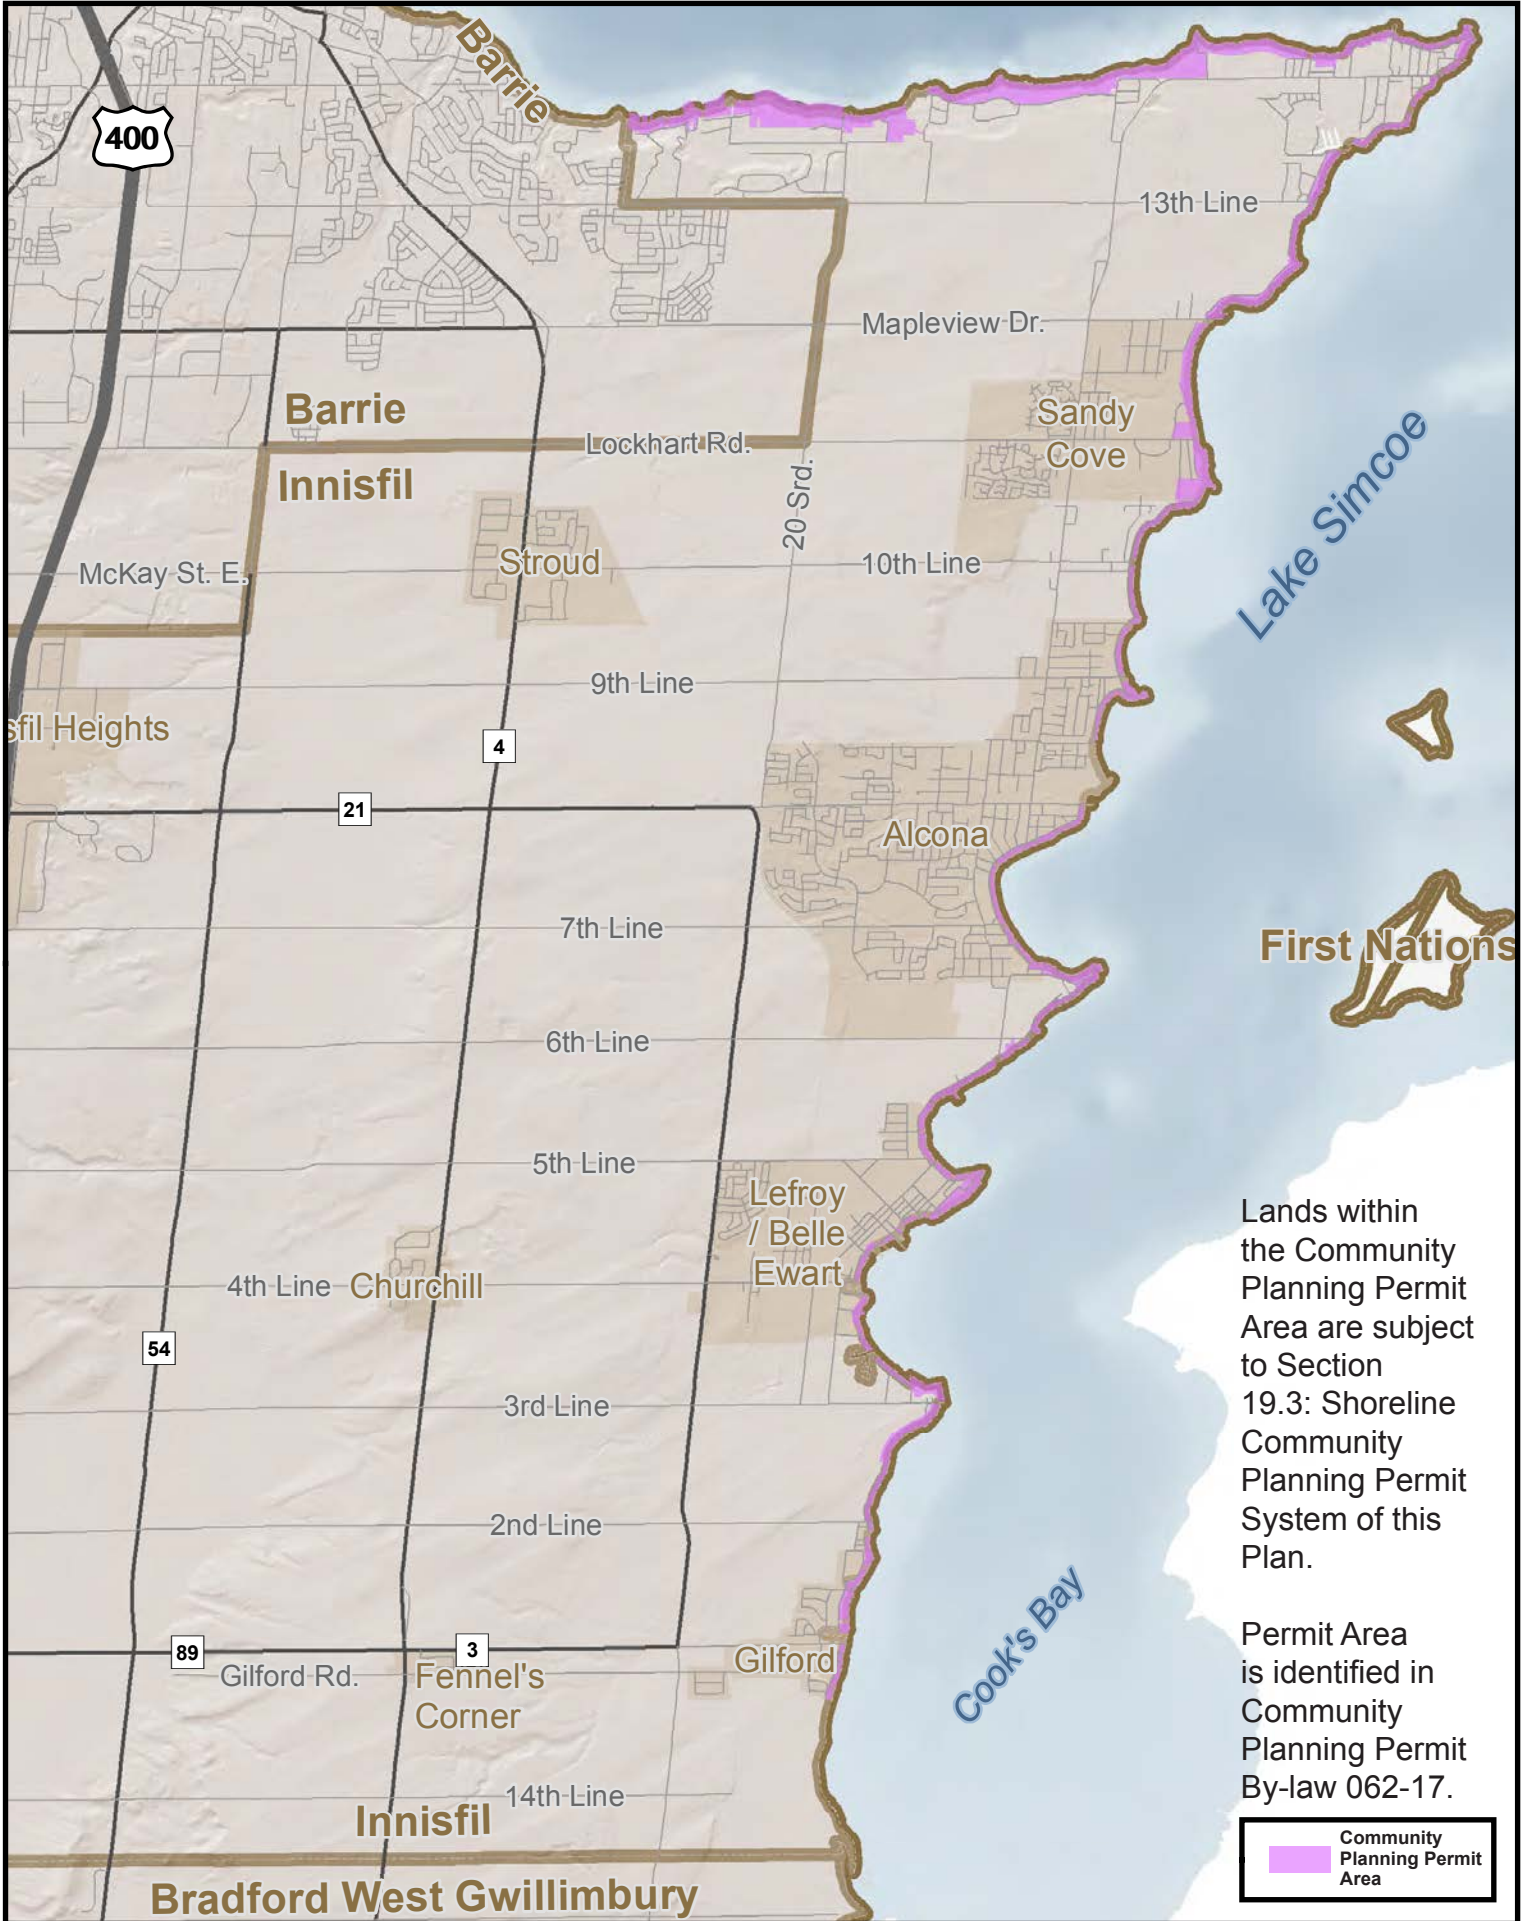 Barrie
400
13th Line
Mapleview Dr.
Barrie
Sandy
Cove
Lockhart Rd.
Innisfil
20 Srd.
Lake Simcoe
Stroud
10th Line
McKay St. E.
9th Line
sfil Heights
4
21
Alcona
7th Line
First Nations
6th Line
5th Line
Lefroy
/ Belle
Ewart
4th Line
Churchill
54
3rd Line
2nd Line
Cook's Bay
89
3
Gilford Rd.
Fennel's
Corner
Gilford
14th Line
Innisfil
Bradford West Gwillimbury
Lands within
the Community
Planning Permit
Area are subject
to Section
19.3: Shoreline
Community
Planning Permit
System of this
Plan.
Permit Area
is identified in
Community
Planning Permit
By-law 062-17.
Community
Planning Permit
Area